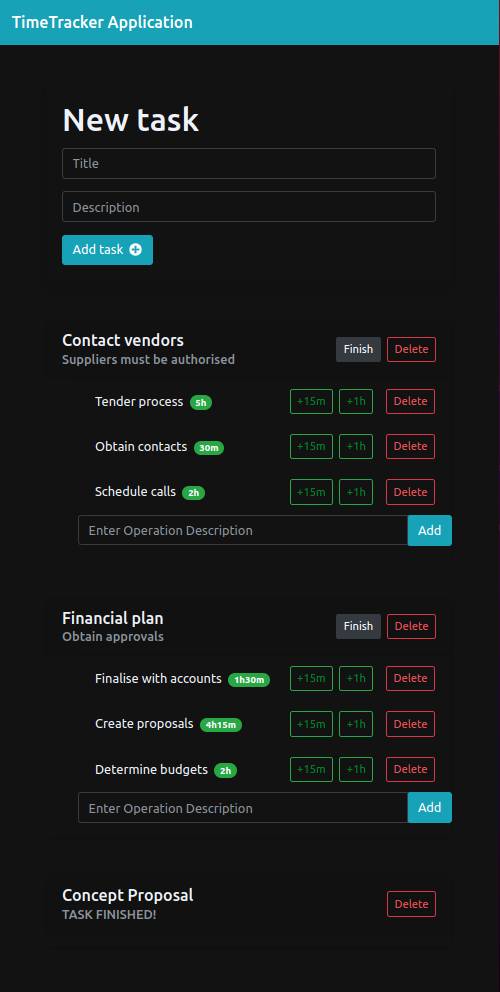 TimeTracker Application
New task
Title
Description
Add task
Contact vendors
Suppliers must be authorised
Finish
Delete
Tender process 5h +15m +1h Delete
Obtain contacts 30m +15m +1h Delete
Schedule calls 2h +15m +1h Delete
Enter Operation Description Add
Financial plan
Obtain approvals
Finish
Delete
Finalise with accounts 1h30m +15m +1h Delete
Create proposals 4h15m +15m +1h Delete
Determine budgets 2h +15m +1h Delete
Enter Operation Description Add
Concept Proposal
TASK FINISHED!
Delete